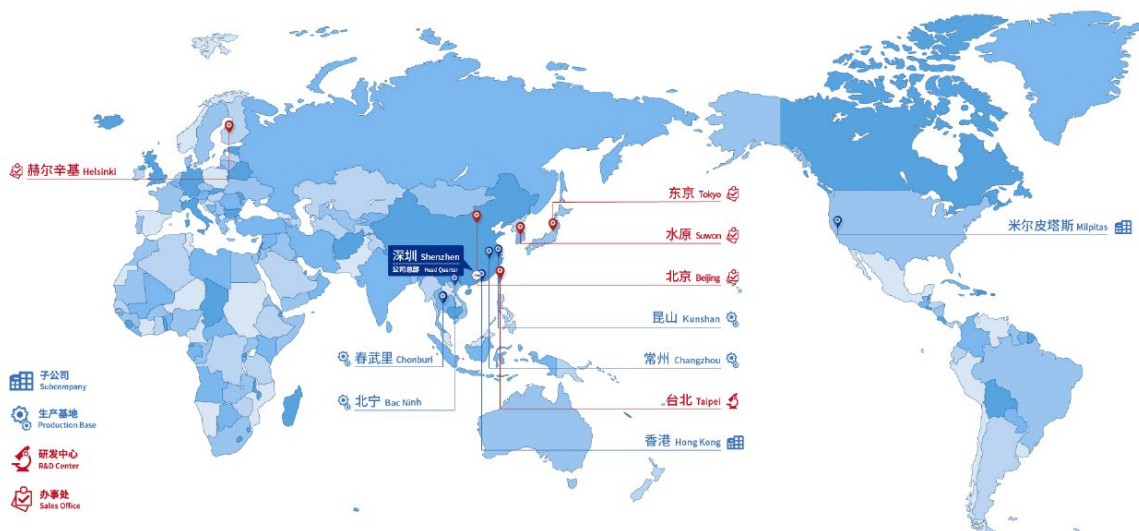 赫尔辛基 Helsinki
东京 Tokyo
水原 Suwon
米尔皮塔斯 Milpitas
深圳 Shenzhen
公司总部 Head Quarter
北京 Beijing
昆山 Kunshan
春武里 Chonburi
常州 Changzhou
北宁 Bac Ninh
台北 Taipei
香港 Hong Kong
子公司
Subcompany
生产基地
Production Base
研发中心
R&D Center
办事处
Sales Office